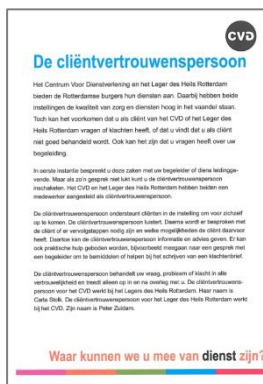 CVD
De cliëntvertrouwenspersoon
Het Centrum Voor Dienstverlening en het Leger des Heils Rotterdam
bieden de Rotterdamse burgers hun diensten aan. Daarbij hebben beide
instellingen de kwaliteit van zorg en diensten hoog in het vaandel staan.
Toch kan het voorkomen dat u als cliënt van het CVD of het Leger des
Heils Rotterdam vragen of klachten heeft, of dat u vindt dat u als cliënt
niet goed behandeld wordt. Ook kan het zijn dat u vragen heeft over uw
begeleiding.
In eerste instantie bespreekt u deze zaken met uw begeleider of diens leidingge-
vende. Maar als zo'n gesprek niet lukt kunt u de cliëntvertrouwenspersoon
inschakelen. Het CVD en het Leger des Heils Rotterdam hebben beiden een
medewerker aangesteld als cliëntvertrouwenspersoon.
De cliëntvertrouwenspersoon ondersteunt cliënten in de instelling om voor zichzelf
op te komen. De cliëntvertrouwenspersoon luistert. Daarna wordt er besproken met
de cliënt of er vervolgstappen nodig zijn en welke mogelijkheden de cliënt daarvoor
heeft. Daartoe kan de cliëntvertrouwenspersoon informatie en advies geven. Er kan
ook praktische hulp geboden worden, bijvoorbeeld meegaan naar een gesprek met
een begeleider om te bemiddelen of helpen bij het schrijven van een klachtenbrief.
De cliëntvertrouwenspersoon behandelt uw vraag, probleem of klacht in alle
vertrouwelijkheid en treedt alleen op in en na overleg met u. De cliëntvertrouwens-
persoon voor het CVD werkt bij het Legers des Heils Rotterdam. Haar naam is
Carla Stolk. De cliëntvertrouwenspersoon voor het Leger des Heils Rotterdam werkt
bij het CVD. Zijn naam is Peter Zuidam.
Waar kunnen we u mee van dienst zijn?